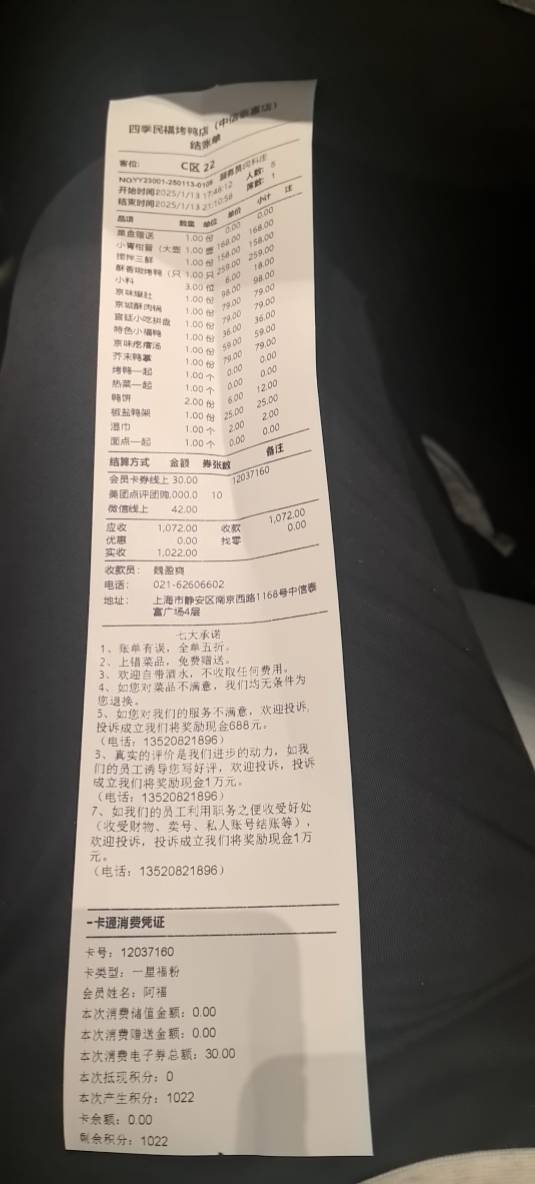 四季民福烤鸭店（中信泰富店）
结账单
客位： C区 22
NOYY23001-250113-0108 服务员 人数： 8
开始时间2025/1/13 17:48:12 席数： 1
结束时间2025/1/13 21:10:58
品项 数量 单位 单价 小计 注
果盘赠送 1.00 份 0.00 0.00
小青柑普（大壶 1.00 壶 168.00 168.00
搅拌三鲜 1.00 份 158.00 158.00
酥香嫩烤鸭（只 1.00 只 259.00 259.00
小料 3.00 位 6.00 18.00
京味爆肚 1.00 份 98.00 98.00
京城酥肉锅 1.00 份 79.00 79.00
宫廷小吃拼盘 1.00 份 79.00 79.00
特色小福鸭 1.00 份 36.00 36.00
京味疙瘩汤 1.00 份 59.00 59.00
芥末鸭掌 1.00 份 79.00 79.00
烤鸭一起 1.00 个 0.00 0.00
热菜一起 1.00 个 0.00 0.00
鸭饼 2.00 份 6.00 12.00
椒盐鸭架 1.00 份 25.00 25.00
湿巾 1.00 个 2.00 2.00
面点一起 1.00 个 0.00 0.00
结算方式 金额 券张数 备注
会员卡券线上 30.00 12037160
美团点评团购,000.0 10
微信线上 42.00
应收 1,072.00 收款 1,072.00
优惠 0.00 找零 0.00
实收 1,022.00
收款员： 魏盈
电话： 021-62606602
地址： 上海市静安区南京西路1168号中信泰
富广场4层
七大承诺
1、账单有误，全单五折。
2、上错菜品，免费赠送。
3、欢迎自带酒水，不收取任何费用。
4、如您对菜品不满意，我们均无条件为
您退换。
5、如您对我们的服务不满意，欢迎投诉，
投诉成立我们将奖励现金688元。
（电话：13520821896）
3、真实的评价是我们进步的动力，如我
们的员工诱导您写好评，欢迎投诉，投诉
成立我们将奖励现金1万元。
（电话：13520821896）
7、如我们的员工利用职务之便收受好处
（收受财物、卖号、私人账号结账等），
欢迎投诉，投诉成立我们将奖励现金1万
元。
（电话：13520821896）
一卡通消费凭证
卡号：12037160
卡类型：一星福粉
会员姓名：阿福
本次消费储值金额：0.00
本次消费赠送金额：0.00
本次消费电子券总额：30.00
本次抵现积分：0
本次产生积分：1022
卡余额：0.00
剩余积分：1022